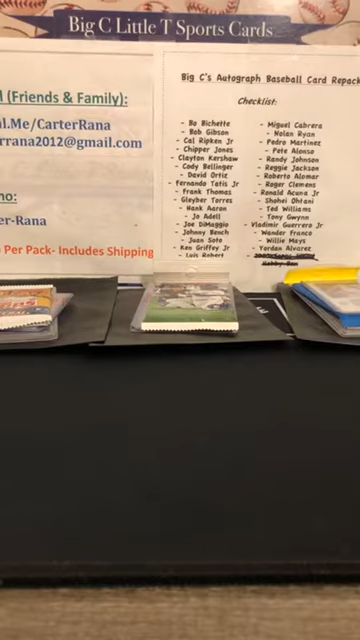 Big C Little T Sports Cards
(Friends & Family):
al.Me/CarterRana
rrana2012@gmail.com
no:
er-Rana
Per Pack- Includes Shipping
Big C's Autograph Baseball Card Repack
Checklist:
- Bo Bichette
- Bob Gibson
- Cal Ripken Jr
- Chipper Jones
- Clayton Kershaw
- Cody Bellinger
- David Ortiz
- Fernando Tatis Jr
- Frank Thomas
- Gleyber Torres
- Hank Aaron
- Jo Adell
- Joe DiMaggio
- Johnny Bench
- Juan Soto
- Ken Griffey Jr
- Luis Robert
- Miguel Cabrera
- Nolan Ryan
- Pedro Martinez
- Pete Alonso
- Randy Johnson
- Reggie Jackson
- Roberto Alomar
- Roger Clemens
- Ronald Acuna Jr
- Shohei Ohtani
- Ted Williams
- Tony Gwynn
- Vladimir Guerrero Jr
- Wander Franco
- Willie Mays
- Yordan Alvarez